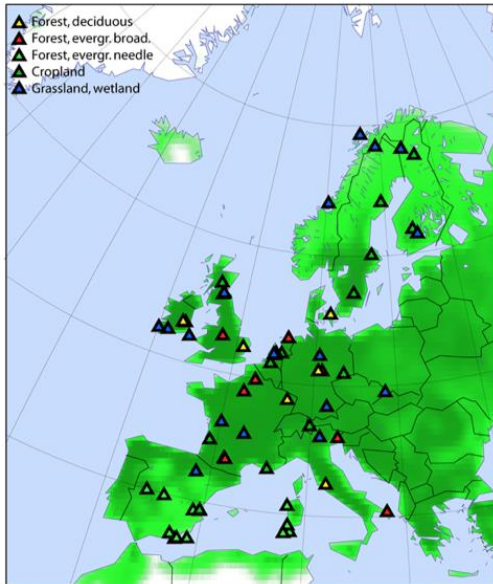 Forest, deciduous
Forest, evergr. broad.
Forest, evergr. needle
Cropland
Grassland, wetland